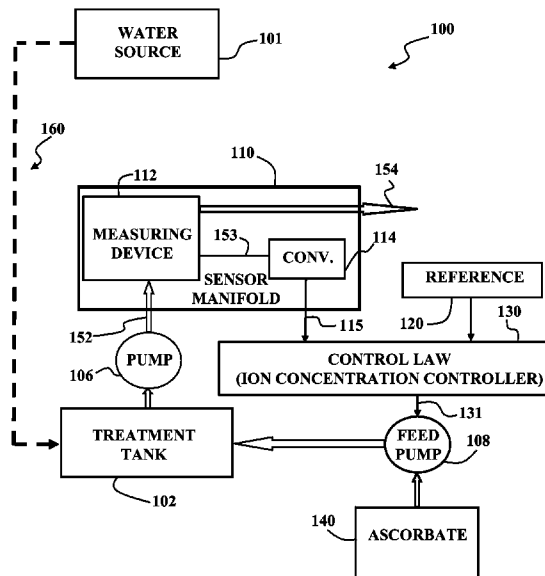 WATER
SOURCE
101
100
160
110
112
154
MEASURING
DEVICE
153
CONV.
114
SENSOR
MANIFOLD
REFERENCE
152
115
120
130
PUMP
106
CONTROL LAW
(ION CONCENTRATION CONTROLLER)
131
TREATMENT
TANK
FEED
PUMP
108
102
140
ASCORBATE